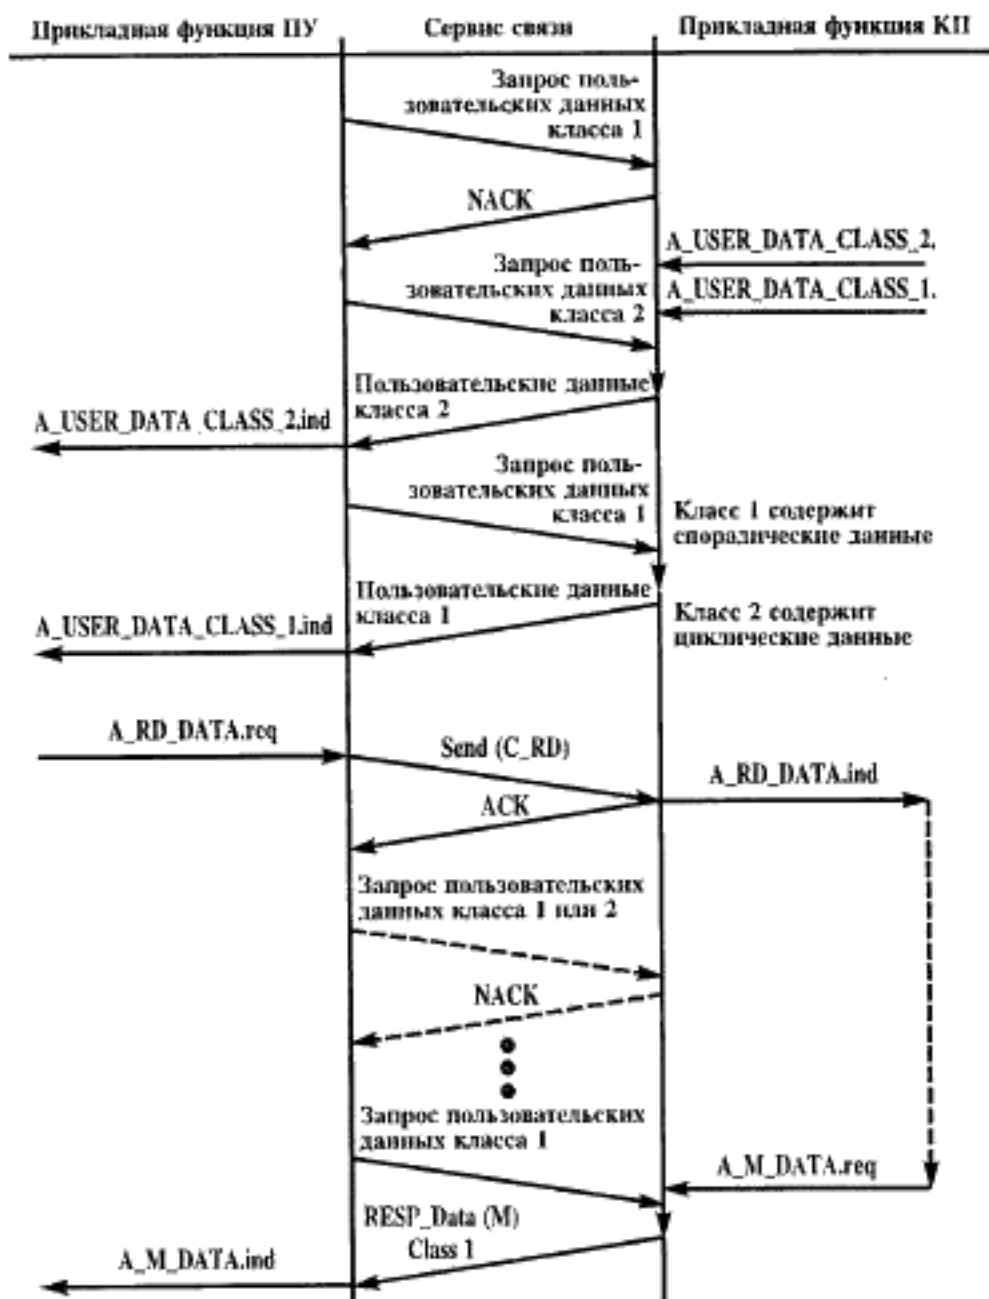 Прикладная функция ПУ
Сервис связи
Прикладная функция КП
Запрос поль-
зовательских данных
класса 1
NACK
A_USER_DATA_CLASS_2.
Запрос поль-
зовательских данных
класса 2
A_USER_DATA_CLASS_1.
Пользовательские данные
класса 2
A_USER_DATA_CLASS_2.ind
Запрос поль-
зовательских данных
класса 1
Класс 1 содержит
спорадические данные
Пользовательские данные
класса 1
A_USER_DATA_CLASS_1.ind
Класс 2 содержит
циклические данные
A_RD_DATA.req
Send (C_RD)
A_RD_DATA.ind
ACK
Запрос пользовательских
данных класса 1 или 2
NACK
Запрос пользовательских
данных класса 1
A_M_DATA.req
RESP_Data (M)
Class 1
A_M_DATA.ind